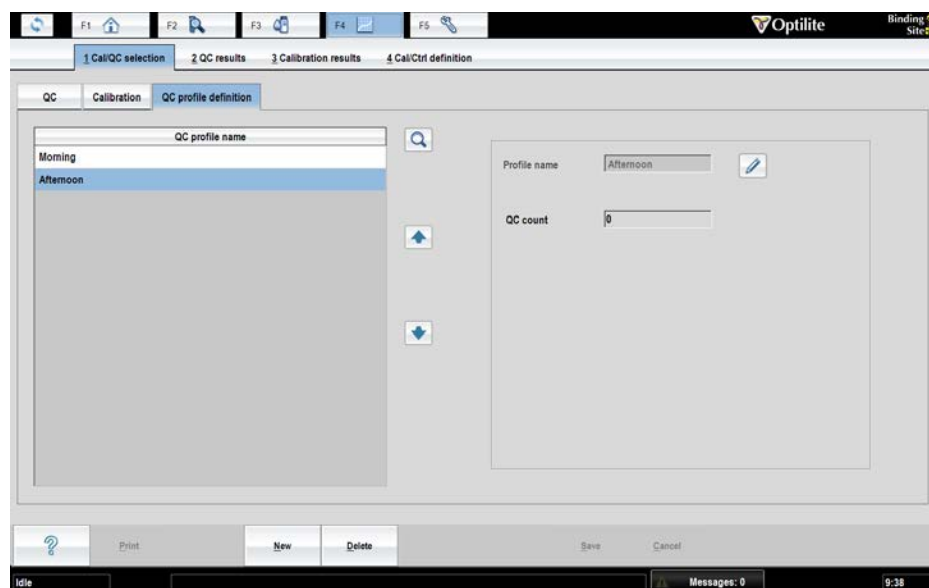 F1 F2 F3 F4 F5 Optilite Binding Site
1 Cal/QC selection 2 QC results 3 Calibration results 4 Cal/Ctrl definition
QC Calibration QC profile definition
QC profile name
Morning
Afternoon
Profile name Afternoon
QC count 0
? Print New Delete Save Cancel
Idle Messages: 0 9:38